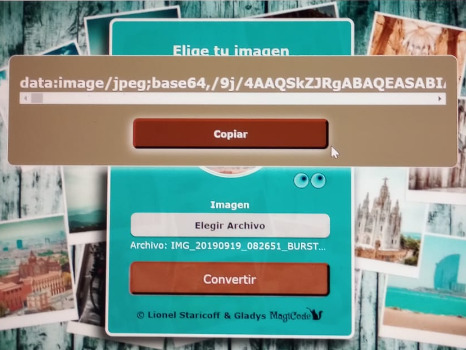 Elige tu imagen
data:image/jpeg;base64,/9j/4AAQSkZJRgABAQEASABIA
Copiar
Imagen
Elegir Archivo
Archivo: IMG_20190919_082651_BURST...
Convertir
© Lionel Staricoff & Gladys MagiCode